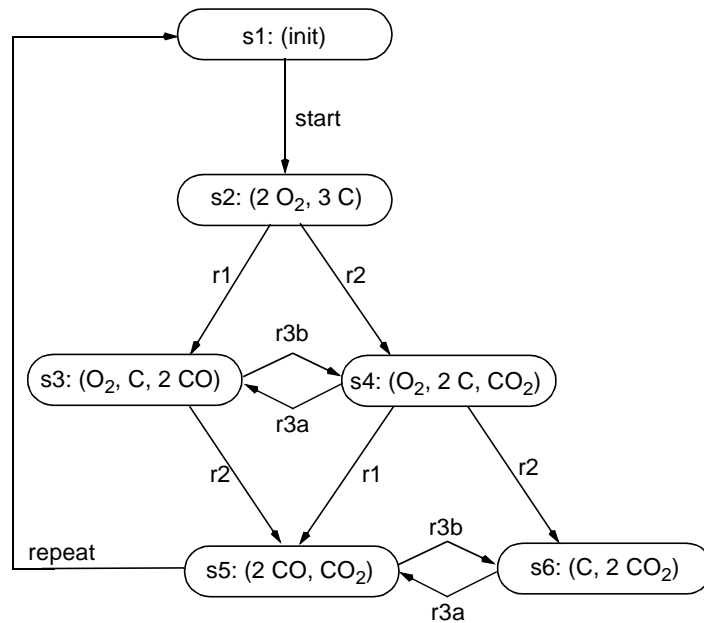 s1: (init)
start
s2: (2 O2, 3 C)
r1
r2
r3b
s3: (O2, C, 2 CO)
s4: (O2, 2 C, CO2)
r3a
r2
r1
r2
r3b
repeat
s5: (2 CO, CO2)
s6: (C, 2 CO2)
r3a